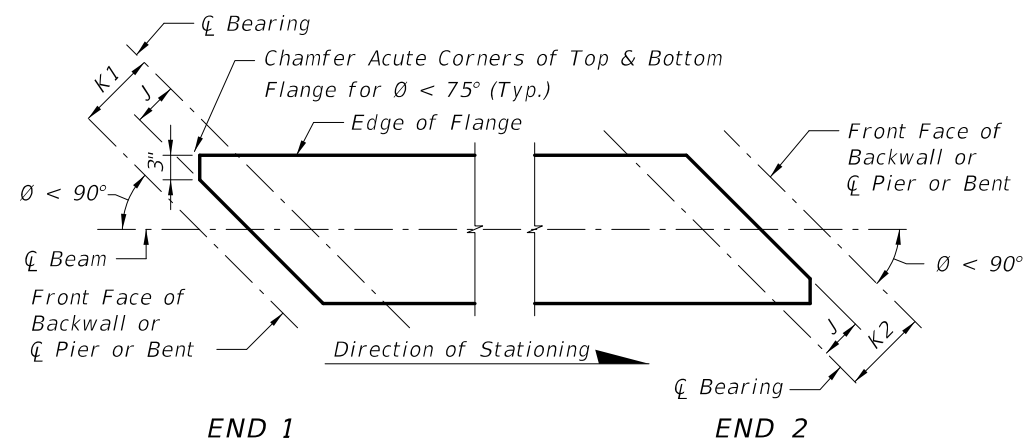 ℄ Bearing
Chamfer Acute Corners of Top & Bottom
Flange for Ø < 75° (Typ.)
K1
J
Edge of Flange
3"
Ø < 90°
℄ Beam
Front Face of
Backwall or
℄ Pier or Bent
Front Face of
Backwall or
℄ Pier or Bent
Ø < 90°
Direction of Stationing
J
K2
℄ Bearing
END 1
END 2